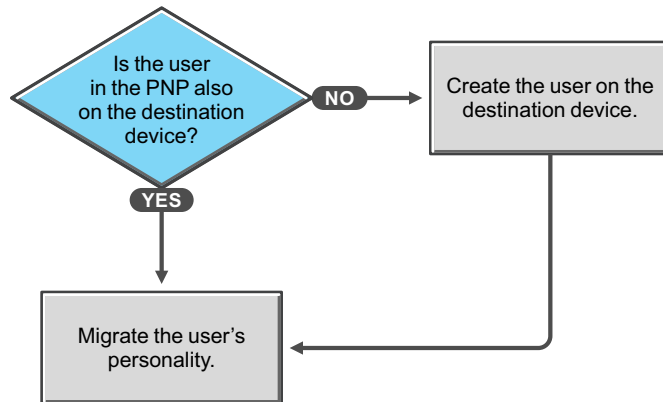 Is the user
in the PNP also
on the destination
device?
NO
Create the user on the
destination device.
YES
Migrate the user’s
personality.